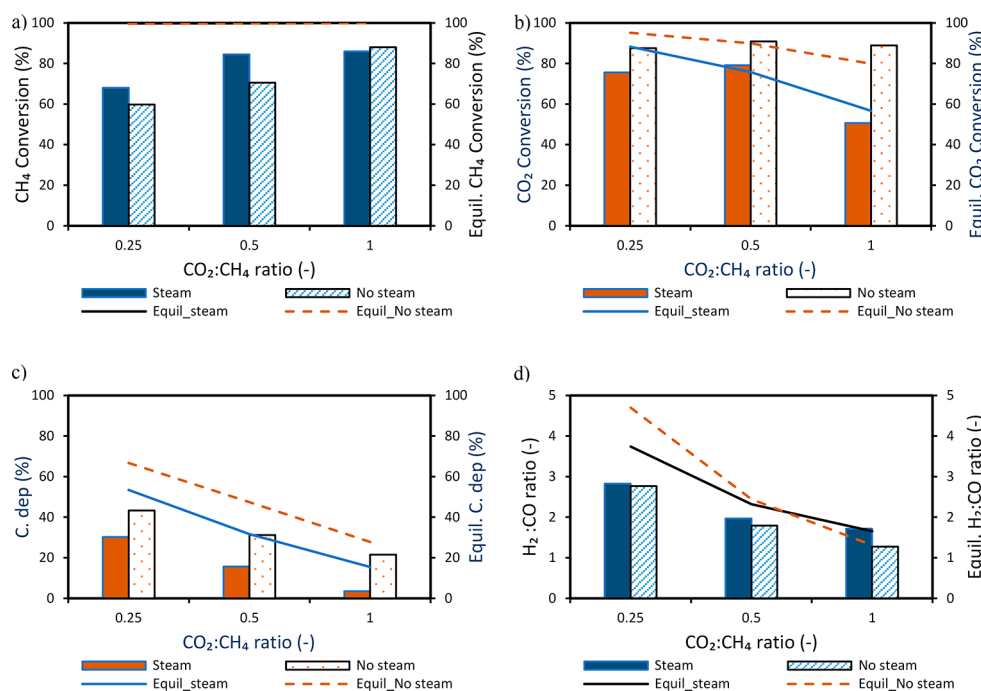 a)
CH₄ Conversion (%)
100
80
60
40
20
0
0.25 0.5 1
CO₂:CH₄ ratio (-)
100
80
60
40
20
0
Equil. CH₄ Conversion (%)
Steam No steam
Equil_steam Equil_No steam
b)
CO₂ Conversion (%)
100
80
60
40
20
0
0.25 0.5 1
CO₂:CH₄ ratio (-)
100
90
80
70
60
50
40
30
20
10
0
Equil. CO₂ Conversion (%)
Steam No steam
Equil_steam Equil_No steam
c)
C. dep (%)
100
80
60
40
20
0
0.25 0.5 1
CO₂:CH₄ ratio (-)
100
80
60
40
20
0
Equil. C. dep (%)
Steam No steam
Equil_steam Equil_No steam
d)
H₂ :CO ratio (-)
5
4
3
2
1
0
0.25 0.5 1
CO₂:CH₄ ratio (-)
5
4
3
2
1
0
Equil. H₂:CO ratio (-)
Steam No steam
Equil_steam Equil_No steam